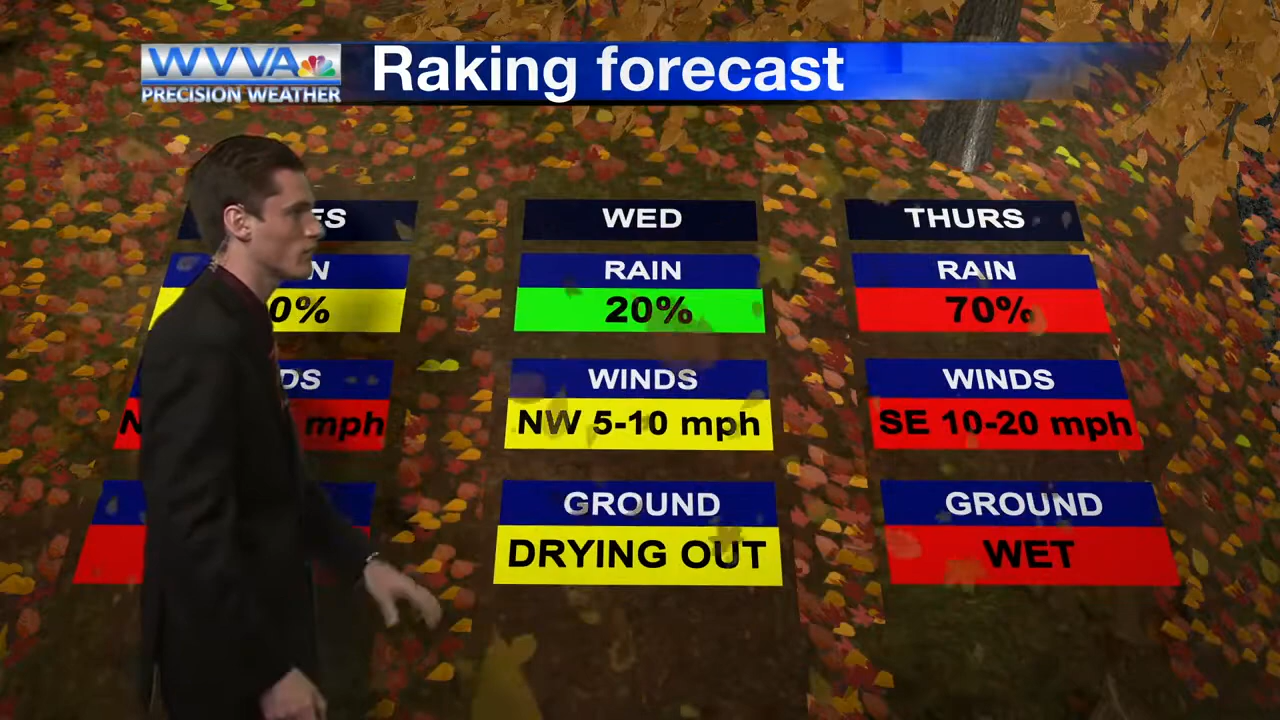 WVVA
PRECISION WEATHER
Raking forecast
WED
RAIN
20%
WINDS
NW 5-10 mph
GROUND
DRYING OUT
THURS
RAIN
70%
WINDS
SE 10-20 mph
GROUND
WET
mph